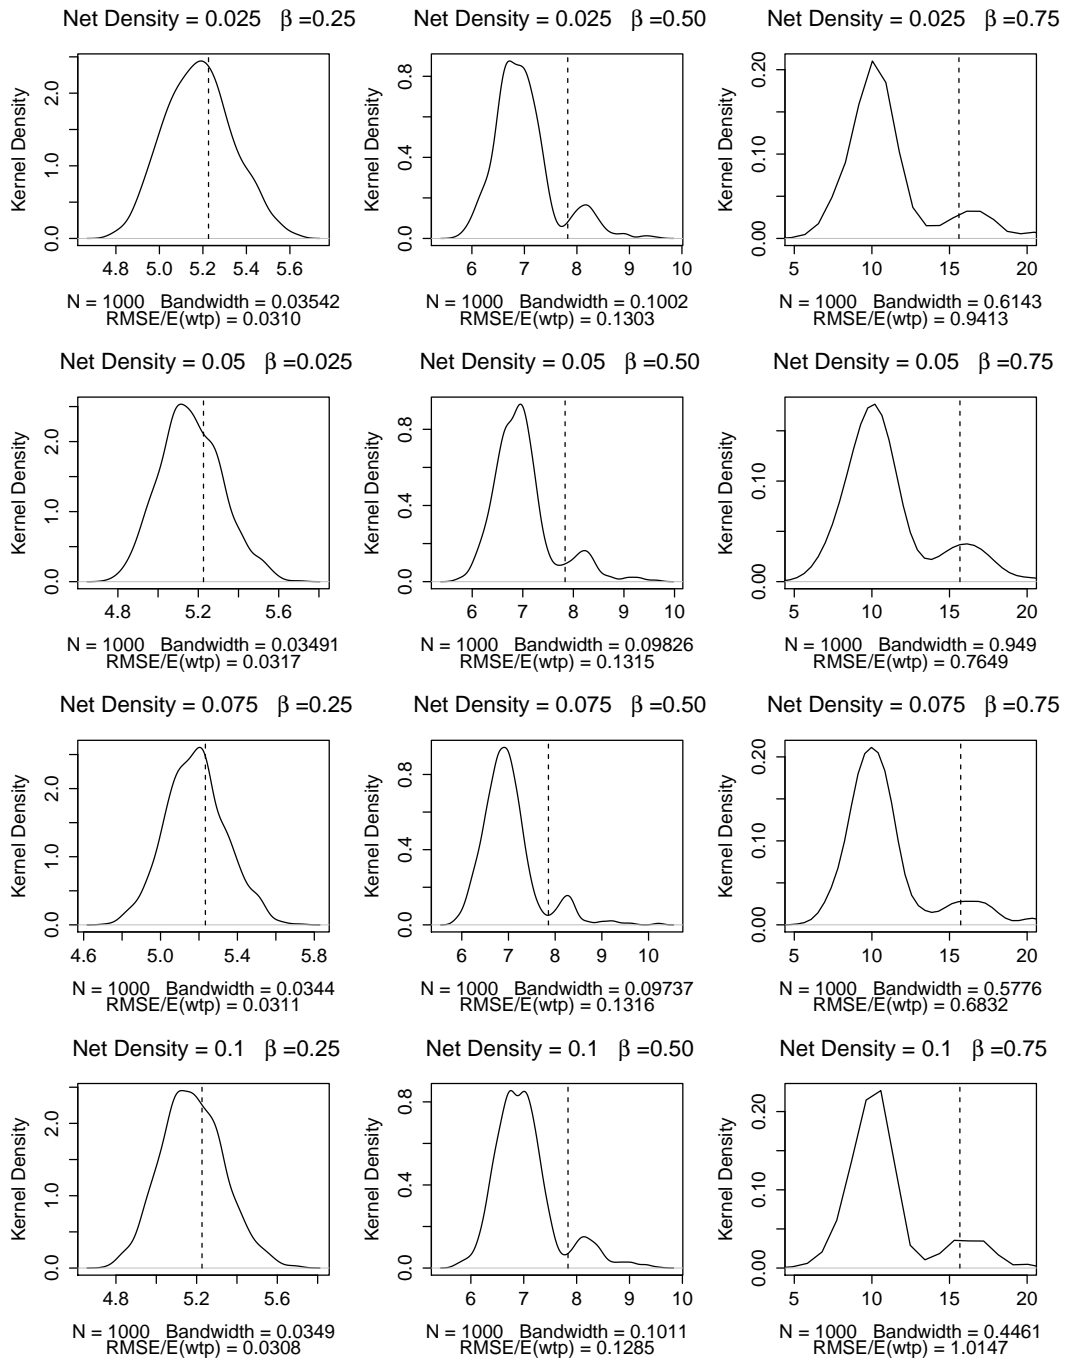 Net Density = 0.025 β =0.25
Kernel Density
0.0 1.0 2.0
4.8 5.0 5.2 5.4 5.6
N = 1000 Bandwidth = 0.03542
RMSE/E(wtp) = 0.0310
Net Density = 0.025 β =0.50
Kernel Density
0.0 0.4 0.8
6 7 8 9 10
N = 1000 Bandwidth = 0.1002
RMSE/E(wtp) = 0.1303
Net Density = 0.025 β =0.75
Kernel Density
0.00 0.10 0.20
5 10 15 20
N = 1000 Bandwidth = 0.6143
RMSE/E(wtp) = 0.9413
Net Density = 0.05 β =0.025
Kernel Density
0.0 1.0 2.0
4.8 5.2 5.6
N = 1000 Bandwidth = 0.03491
RMSE/E(wtp) = 0.0317
Net Density = 0.05 β =0.50
Kernel Density
0.0 0.4 0.8
6 7 8 9 10
N = 1000 Bandwidth = 0.09826
RMSE/E(wtp) = 0.1315
Net Density = 0.05 β =0.75
Kernel Density
0.00 0.10
5 10 15 20
N = 1000 Bandwidth = 0.949
RMSE/E(wtp) = 0.7649
Net Density = 0.075 β =0.25
Kernel Density
0.0 1.0 2.0
4.6 5.0 5.4 5.8
N = 1000 Bandwidth = 0.0344
RMSE/E(wtp) = 0.0311
Net Density = 0.075 β =0.50
Kernel Density
0.0 0.4 0.8
6 7 8 9 10
N = 1000 Bandwidth = 0.09737
RMSE/E(wtp) = 0.1316
Net Density = 0.075 β =0.75
Kernel Density
0.00 0.10 0.20
5 10 15 20
N = 1000 Bandwidth = 0.5776
RMSE/E(wtp) = 0.6832
Net Density = 0.1 β =0.25
Kernel Density
0.0 1.0 2.0
4.8 5.2 5.6
N = 1000 Bandwidth = 0.0349
RMSE/E(wtp) = 0.0308
Net Density = 0.1 β =0.50
Kernel Density
0.0 0.4 0.8
6 7 8 9 10
N = 1000 Bandwidth = 0.1011
RMSE/E(wtp) = 0.1285
Net Density = 0.1 β =0.75
Kernel Density
0.00 0.10 0.20
5 10 15 20
N = 1000 Bandwidth = 0.4461
RMSE/E(wtp) = 1.0147